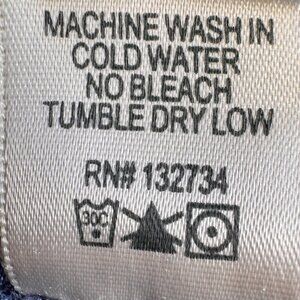 MACHINE WASH IN
COLD WATER
NO BLEACH
TUMBLE DRY LOW
RN# 132734
30C